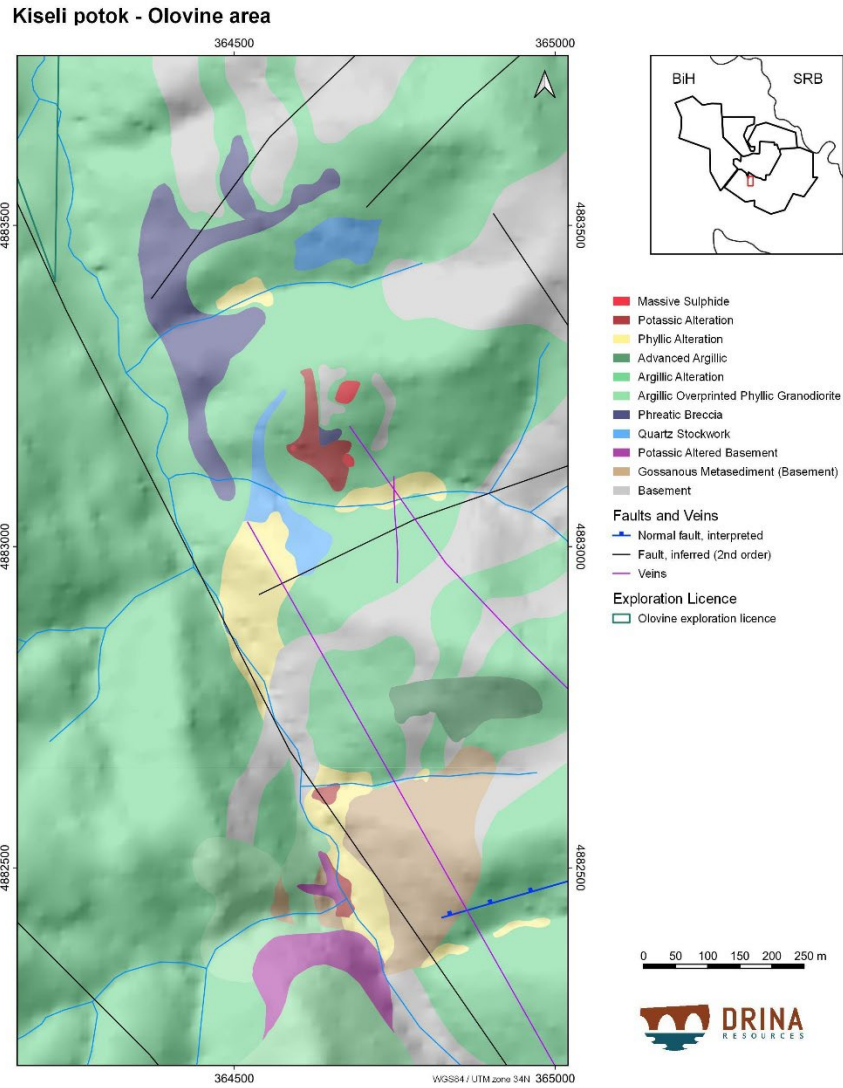 Kiseli potok - Olovine area
364500
365000
4883500
4883500
4883000
4883000
4882500
4882500
BiH
SRB
Massive Sulphide
Potassic Alteration
Phyllic Alteration
Advanced Argillic
Argillic Alteration
Argillic Overprinted Phyllic Granodiorite
Phreatic Breccia
Quartz Stockwork
Potassic Altered Basement
Gossanous Metasediment (Basement)
Basement
Faults and Veins
Normal fault, interpreted
Fault, inferred (2nd order)
Veins
Exploration Licence
Olovine exploration licence
0 50 100 150 200 250 m
DRINA
RESOURCES
364500
WGS84 / UTM zone 34N
365000